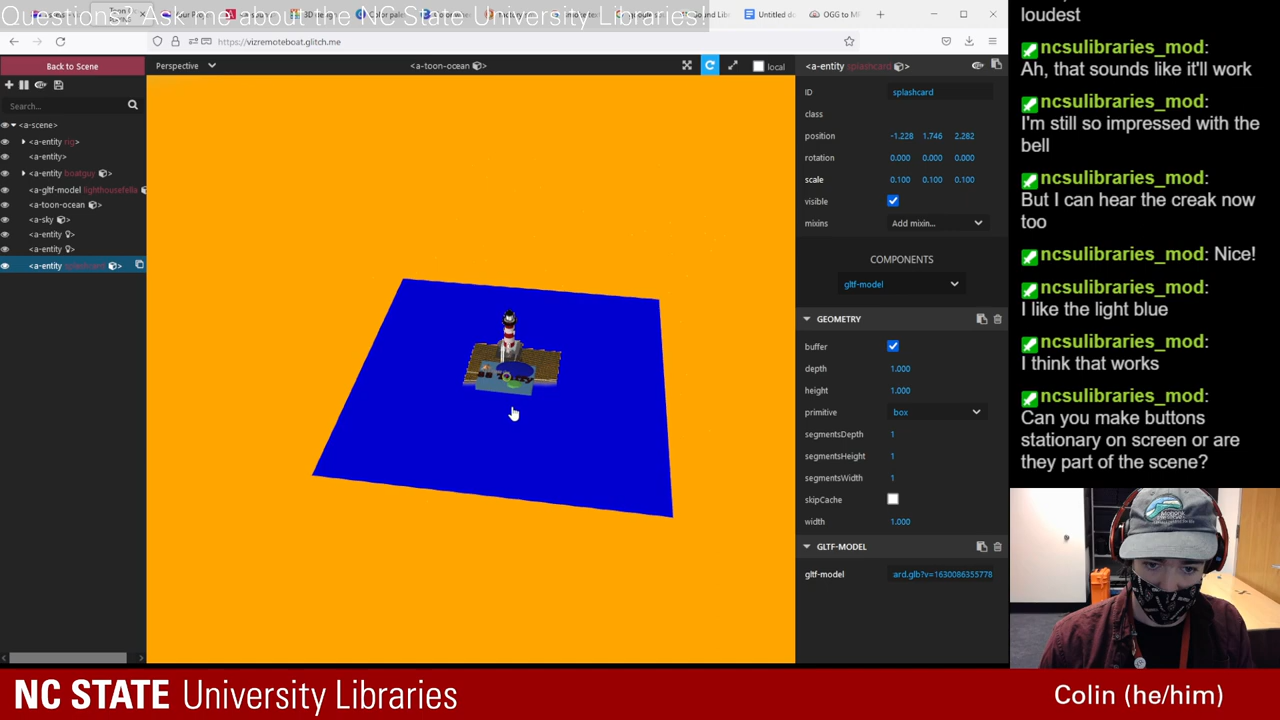 Questions? Ask me about the NC State University Libraries!
https://vizremoteboat.glitch.me
Back to Scene
Search...
<a-scene>
<a-entity rig>
<a-entity>
<a-entity boatguy
<a-gltf-model lighthousefella
<a-toon-ocean
<a-sky
<a-entity
<a-entity
<a-entity splashcard
Perspective
<a-toon-ocean
local
<a-entity splashcard
ID splashcard
class
position -1.228 1.746 2.282
rotation 0.000 0.000 0.000
scale 0.100 0.100 0.100
visible
mixins Add mixin...
COMPONENTS
gltf-model
GEOMETRY
buffer
depth 1.000
height 1.000
primitive box
segmentsDepth 1
segmentsHeight 1
segmentsWidth 1
skipCache
width 1.000
GLTF-MODEL
gltf-model ard.glb?v=1630086355778
loudest
ncsulibraries_mod:
Ah, that sounds like it'll work
ncsulibraries_mod:
I'm still so impressed with the
bell
ncsulibraries_mod:
But I can hear the creak now
too
ncsulibraries_mod: Nice!
ncsulibraries_mod:
I like the light blue
ncsulibraries_mod:
I think that works
ncsulibraries_mod:
Can you make buttons
stationary on screen or are
they part of the scene?
NC STATE University Libraries
Colin (he/him)